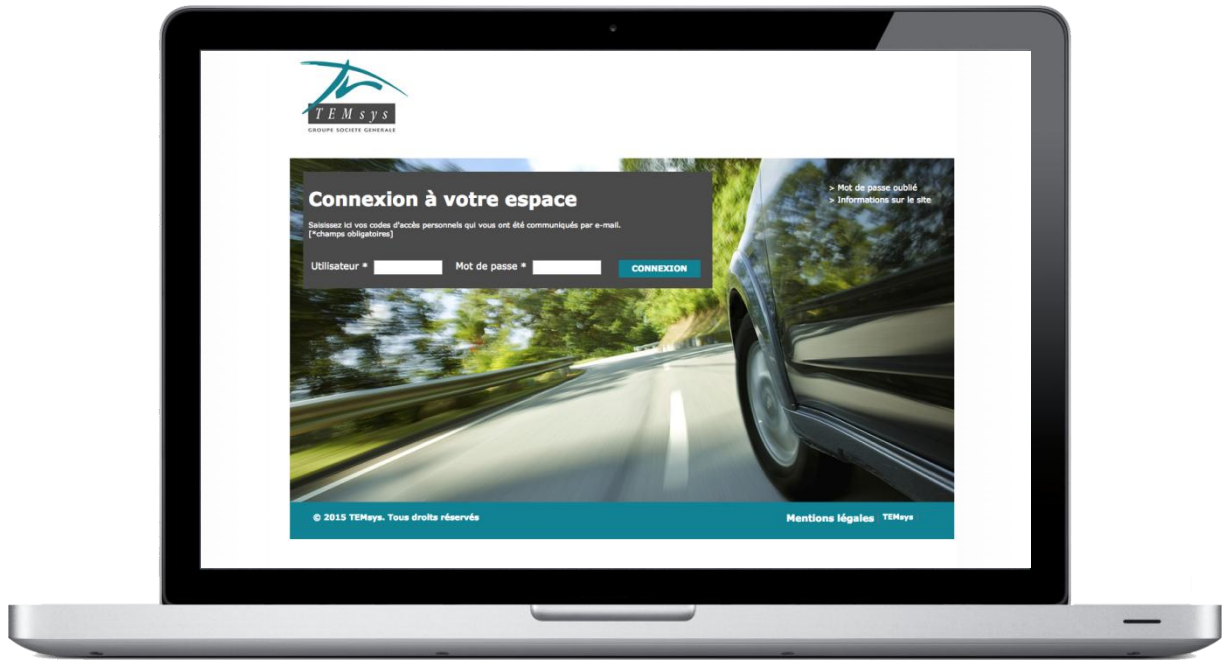 TEMsys
GROUPE SOCIETE GENERALE
Connexion à votre espace
Saisissez ici vos codes d'accès personnels qui vous ont été communiqués par e-mail.
[*champs obligatoires]
Utilisateur *
Mot de passe *
CONNEXION
> Mot de passe oublié
> Informations sur le site
© 2015 TEMsys. Tous droits réservés
Mentions légales TEMsys